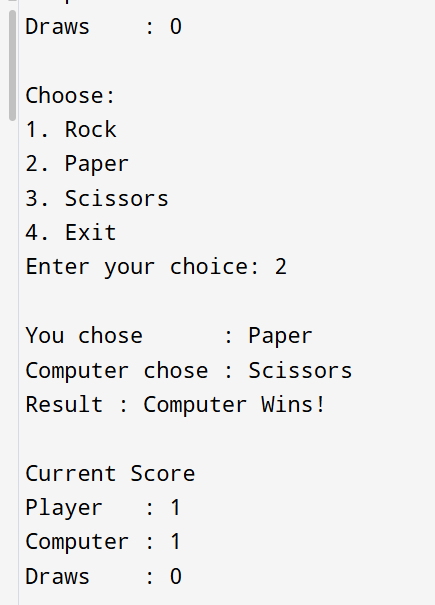 Draws    : 0
Choose:
1. Rock
2. Paper
3. Scissors
4. Exit
Enter your choice: 2
You chose      : Paper
Computer chose : Scissors
Result : Computer Wins!
Current Score
Player   : 1
Computer : 1
Draws    : 0